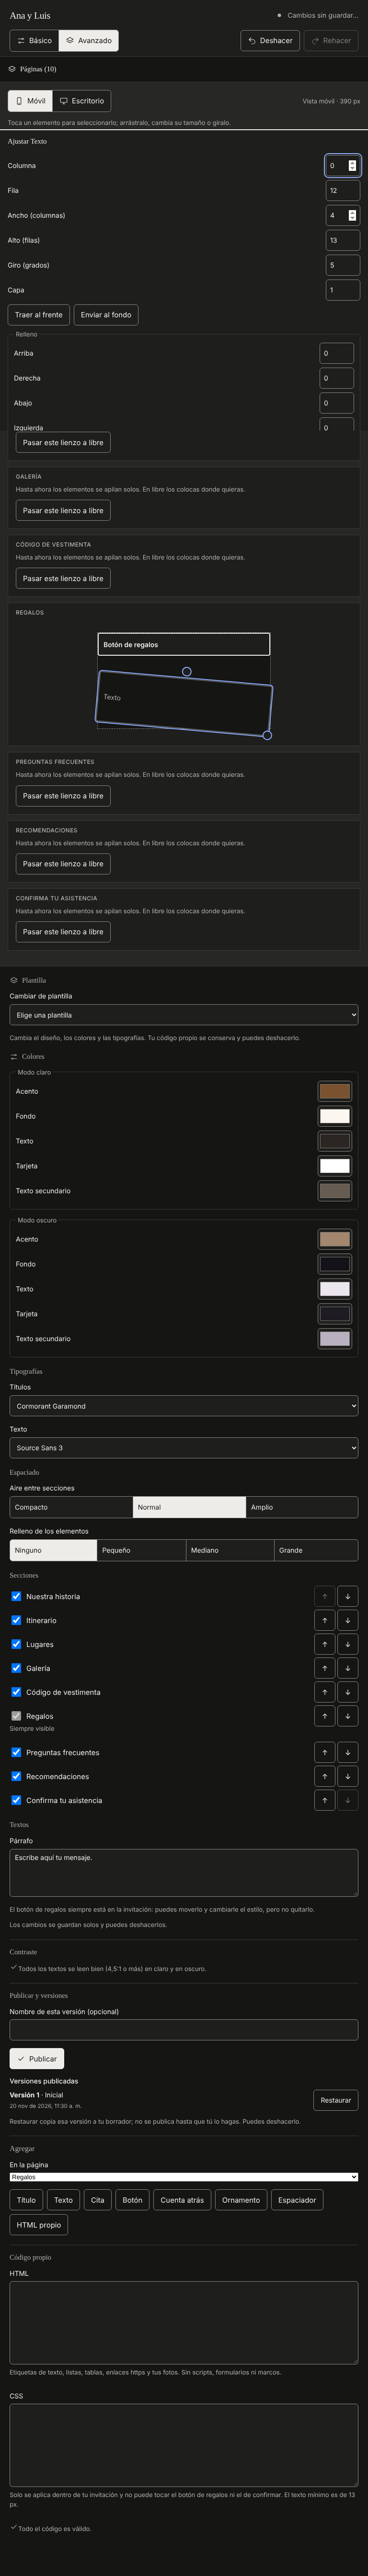 Ana y Luis
Cambios sin guardar...
Básico
Avanzado
Deshacer
Rehacer
Páginas (10)
Móvil
Escritorio
Vista móvil · 390 px
Toca un elemento para seleccionarlo; arrástralo, cambia su tamaño o gíralo.
Ajustar Texto
Columna
0
Fila
12
Ancho (columnas)
4
Alto (filas)
13
Giro (grados)
5
Capa
1
Traer al frente
Enviar al fondo
Relleno
Arriba
0
Derecha
0
Abajo
0
Izquierda
0
Pasar este lienzo a libre
GALERÍA
Hasta ahora los elementos se apilan solos. En libre los colocas donde quieras.
Pasar este lienzo a libre
CÓDIGO DE VESTIMENTA
Hasta ahora los elementos se apilan solos. En libre los colocas donde quieras.
Pasar este lienzo a libre
REGALOS
Botón de regalos
Texto
PREGUNTAS FRECUENTES
Hasta ahora los elementos se apilan solos. En libre los colocas donde quieras.
Pasar este lienzo a libre
RECOMENDACIONES
Hasta ahora los elementos se apilan solos. En libre los colocas donde quieras.
Pasar este lienzo a libre
CONFIRMA TU ASISTENCIA
Hasta ahora los elementos se apilan solos. En libre los colocas donde quieras.
Pasar este lienzo a libre
Plantilla
Cambiar de plantilla
Elige una plantilla
Cambia el diseño, los colores y las tipografías. Tu código propio se conserva y puedes deshacerlo.
Colores
Modo claro
Acento
Fondo
Texto
Tarjeta
Texto secundario
Modo oscuro
Acento
Fondo
Texto
Tarjeta
Texto secundario
Tipografías
Títulos
Cormorant Garamond
Texto
Source Sans 3
Espaciado
Aire entre secciones
Compacto
Normal
Amplio
Relleno de los elementos
Ninguno
Pequeño
Mediano
Grande
Secciones
Nuestra historia
Itinerario
Lugares
Galería
Código de vestimenta
Regalos
Siempre visible
Preguntas frecuentes
Recomendaciones
Confirma tu asistencia
Textos
Párrafo
Escribe aquí tu mensaje.
El botón de regalos siempre está en la invitación: puedes moverlo y cambiarle el estilo, pero no quitarlo.
Los cambios se guardan solos y puedes deshacerlos.
Contraste
Todos los textos se leen bien (4,5:1 o más) en claro y en oscuro.
Publicar y versiones
Nombre de esta versión (opcional)
Publicar
Versiones publicadas
Versión 1 · Inicial
20 nov de 2026, 11:30 a. m.
Restaurar
Restaurar copia esa versión a tu borrador; no se publica hasta que tú lo hagas. Puedes deshacerlo.
Agregar
En la página
Regalos
Título
Texto
Cita
Botón
Cuenta atrás
Ornamento
Espaciador
HTML propio
Código propio
HTML
Etiquetas de texto, listas, tablas, enlaces https y tus fotos. Sin scripts, formularios ni marcos.
CSS
Solo se aplica dentro de tu invitación y no puede tocar el botón de regalos ni el de confirmar. El texto mínimo es de 13
px.
Todo el código es válido.